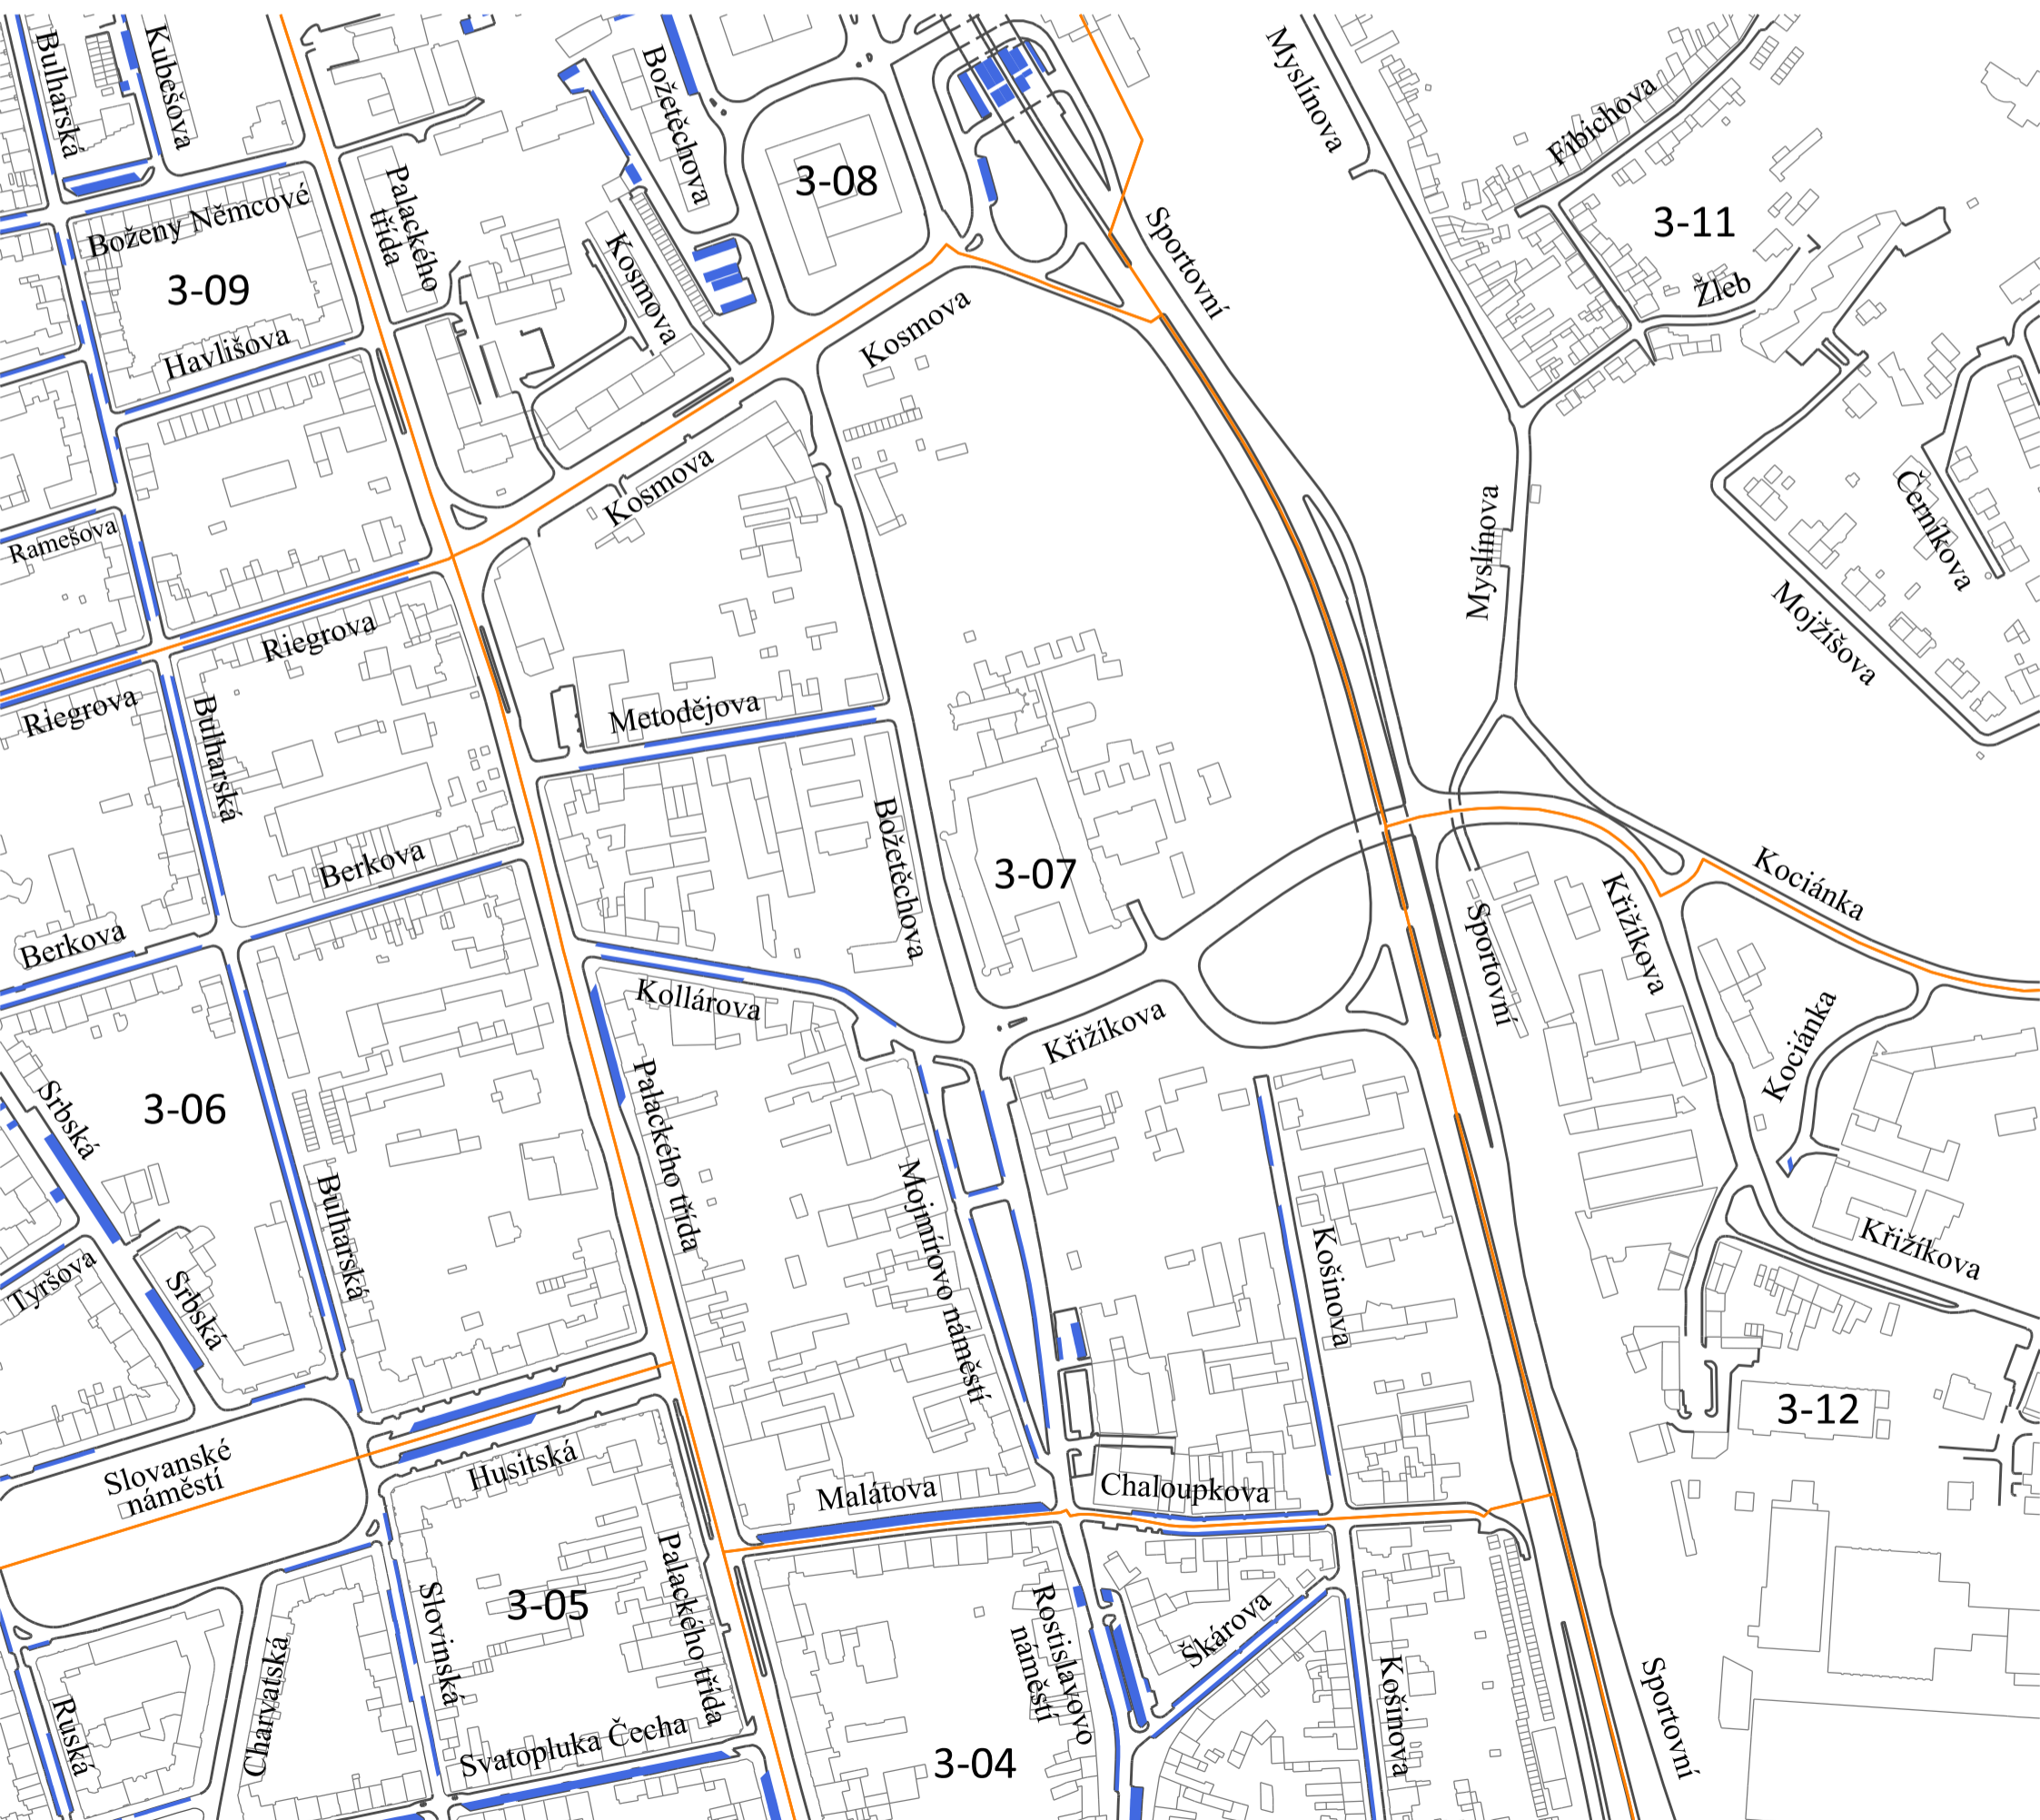 Bulharská
Kubešova
Božetěchova
Myslínova
Fibichova
3-08
3-11
Palackého
třída
Boženy Němcové
3-09
Kosmova
Sportovní
Žleb
Havlišova
Kosmova
Kosmova
Černíkova
Ramešova
Myslínova
Riegrova
Mojžíšova
Riegrova
Metodějova
Bulharská
Božetěchova
Berkova
3-07
Kociánka
Berkova
Sportovní
Křižíkova
Kollárova
Křižíkova
Kociánka
Srbská
3-06
Palackého třída
Mojmírovo náměstí
Bulharská
Košinova
Křižíkova
Tyršova
Srbská
3-12
Slovanské
náměstí
Husitská
Malátova
Chaloupkova
3-05
Slovinská
Palackého třída
Rostislavovo
náměstí
Škárova
Charvatská
Ruská
Svatopluka Čecha
3-04
Košinova
Sportovní